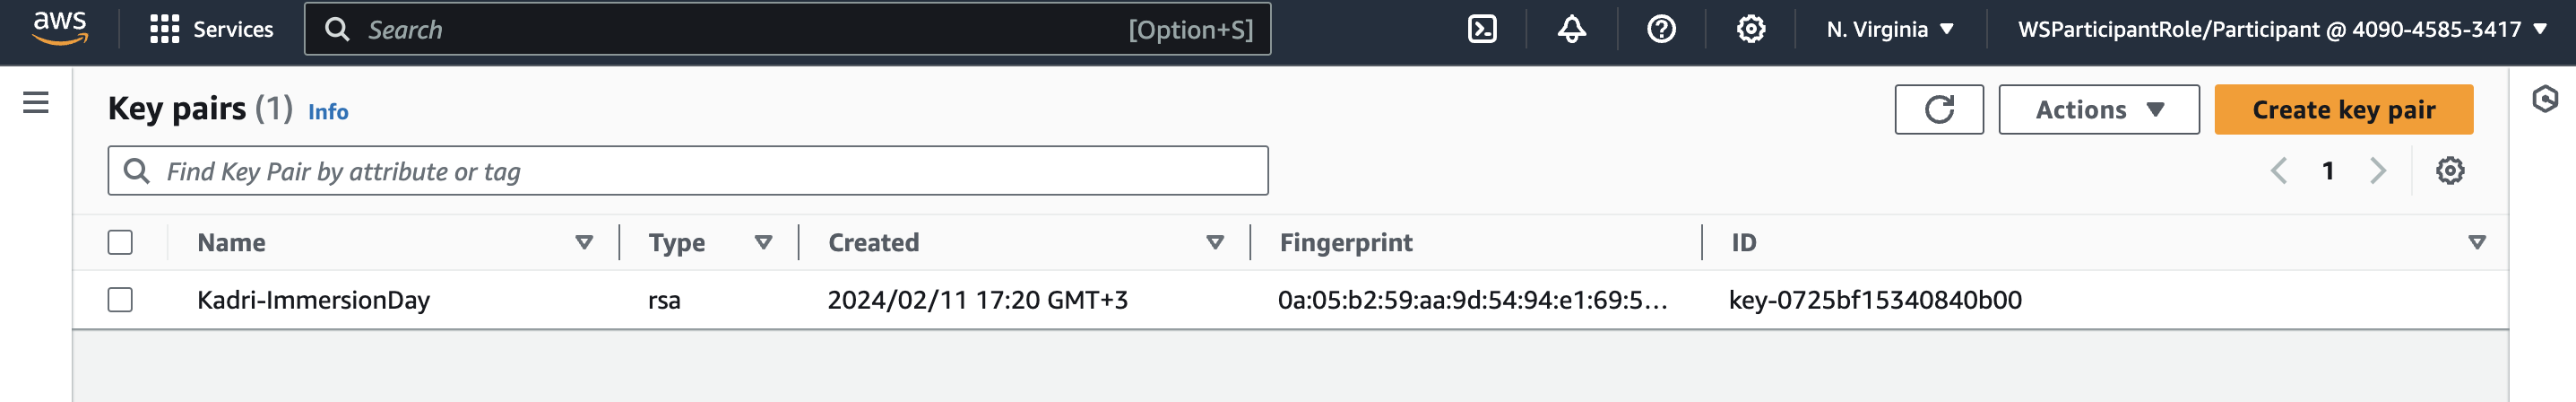 aws Services Search [Option+S] N. Virginia WSParticipantRole/Participant @ 4090-4585-3417
Key pairs (1) Info Actions Create key pair
Find Key Pair by attribute or tag 1
Name Type Created Fingerprint ID
Kadri-ImmersionDay rsa 2024/02/11 17:20 GMT+3 0a:05:b2:59:aa:9d:54:94:e1:69:5... key-0725bf15340840b00